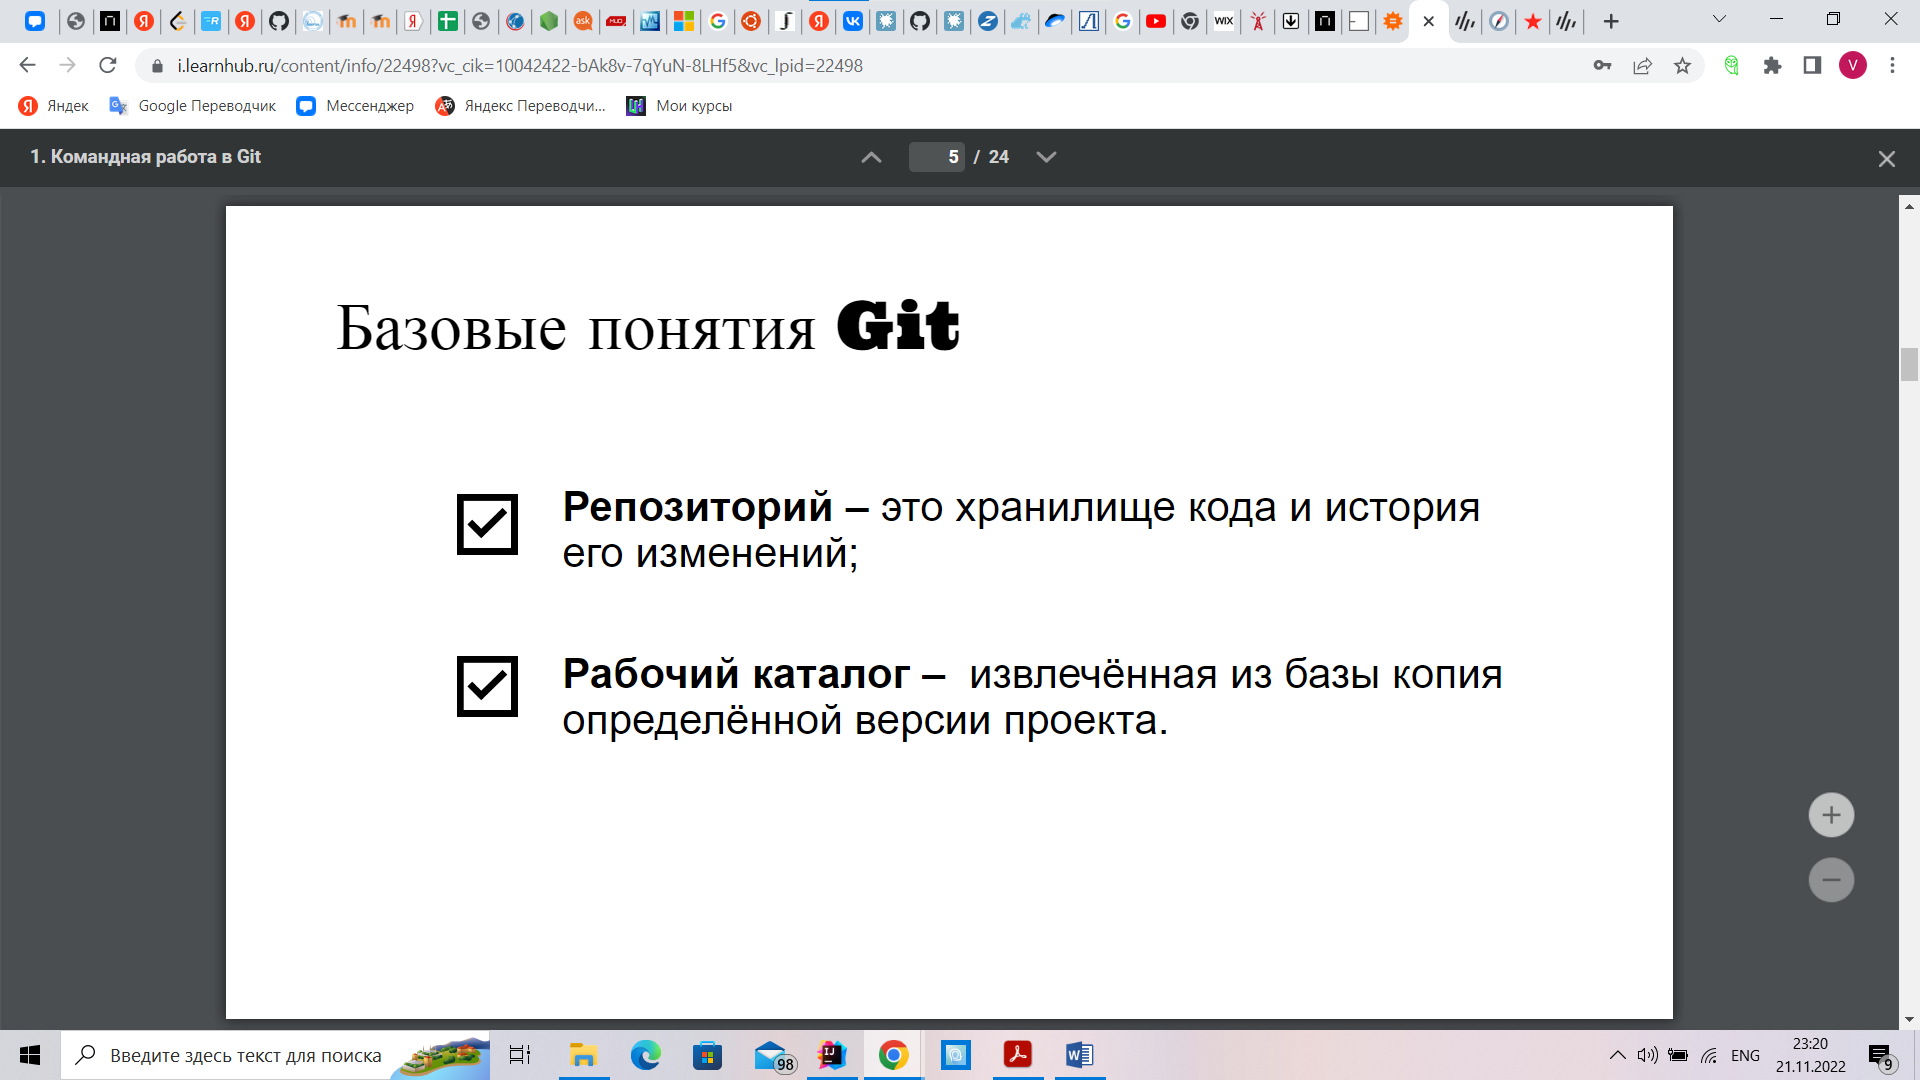 i.learnhub.ru/content/info/22498?vc_cik=10042422-bAk8v-7qYuN-8LHf5&vc_lpid=22498
V
Яндек
Google Переводчик
Мессенджер
Яндекс Переводчи...
Мои курсы
1. Командная работа в Git
5 / 24
Базовые понятия Git
Репозиторий – это хранилище кода и история
его изменений;
Рабочий каталог – извлечённая из базы копия
определённой версии проекта.
Введите здесь текст для поиска
98
ENG
23:20
21.11.2022
9